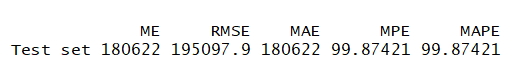 ME RMSE MAE MPE MAPE
Test set 180622 195097.9 180622 99.87421 99.87421